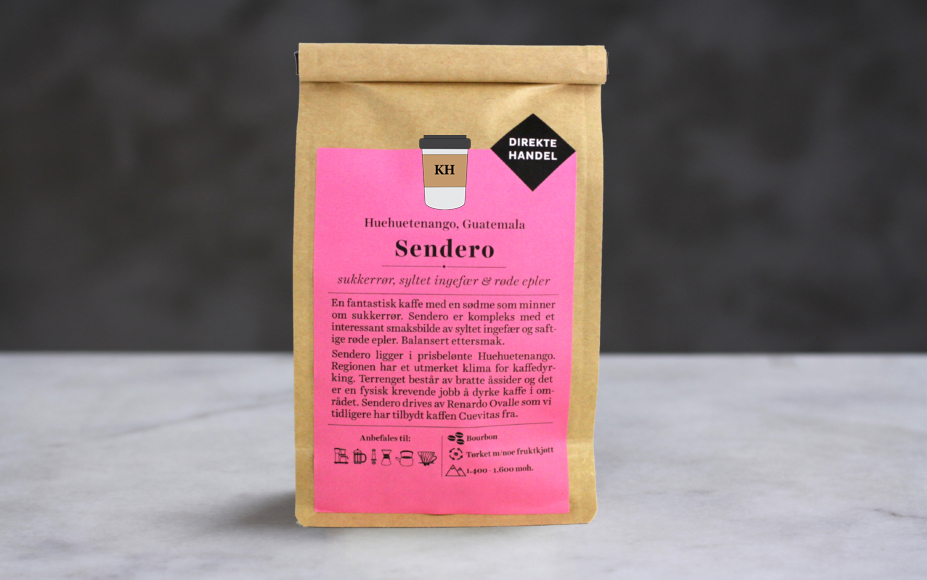 DIREKTE
HANDEL
KH
Huehuetenango, Guatemala
Sendero
sukkerrør, syltet ingefær & røde epler
En fantastisk kaffe med en sødme som minner
om sukkerrør. Sendero er kompleks med et
interessant smaksbilde av syltet ingefær og saft-
ige røde epler. Balansert ettersmak.
Sendero ligger i prisbelønte Huehuetenango.
Regionen har et utmerket klima for kaffedyr-
king. Terrenget består av bratte åssider og det
er en fysisk krevende jobb å dyrke kaffe i om-
rådet. Sendero drives av Renardo Ovalle som vi
tidligere har tilbydt kaffen Cuevitas fra.
Anbefales til:
Bourbon
Tørket m/noe fruktkjøtt
1.400 - 1.600 moh.